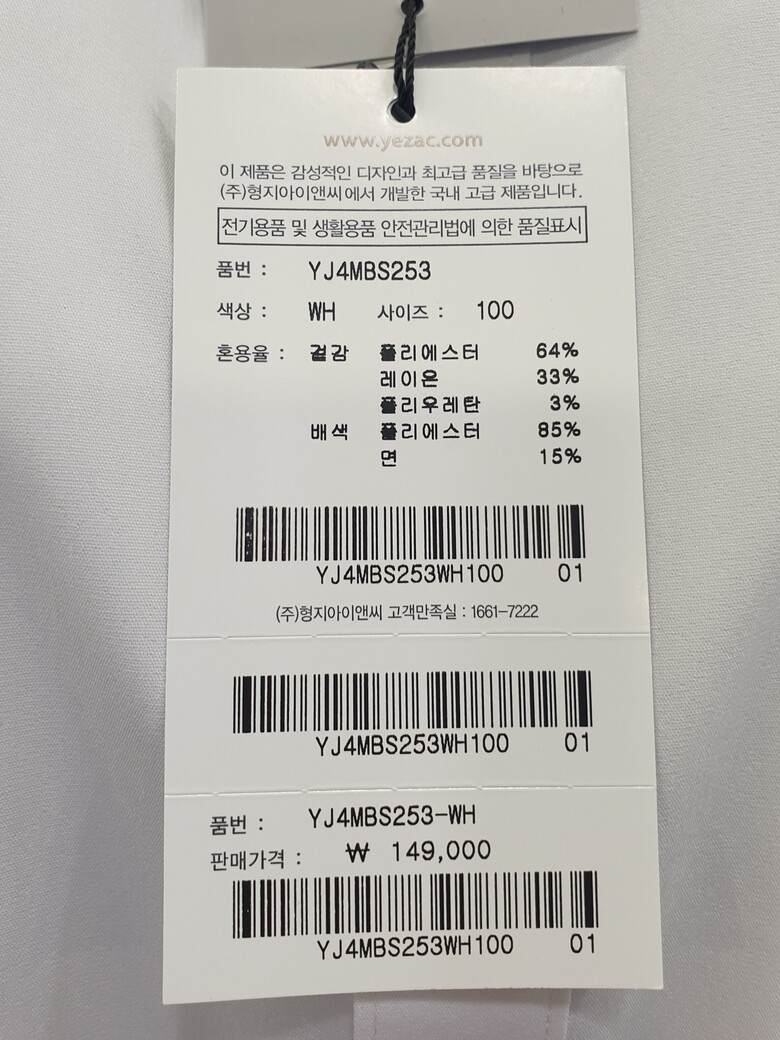 www.yezac.com
이 제품은 감성적인 디자인과 최고급 품질을 바탕으로
(주)형지아이앤씨에서 개발한 국내 고급 제품입니다.
전기용품 및 생활용품 안전관리법에 의한 품질표시
품번 : YJ4MBS253
색상 : WH 사이즈 : 100
혼용율 : 겉감 폴리에스터 64%
레이온 33%
폴리우레탄 3%
배색 폴리에스터 85%
면 15%
YJ4MBS253WH100 01
(주)형지아이앤씨 고객만족실 : 1661-7222
YJ4MBS253WH100 01
품번 : YJ4MBS253-WH
판매가격 : ₩ 149,000
YJ4MBS253WH100 01